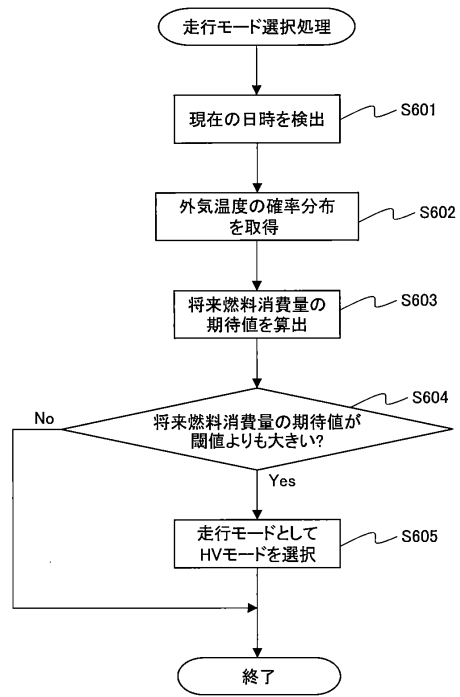 走行モード選択処理
現在の日時を検出
S601
外気温度の確率分布
を取得
S602
将来燃料消費量の
期待値を算出
S603
S604
将来燃料消費量の期待値が
閾値よりも大きい?
No
Yes
走行モードとして
HVモードを選択
S605
終了